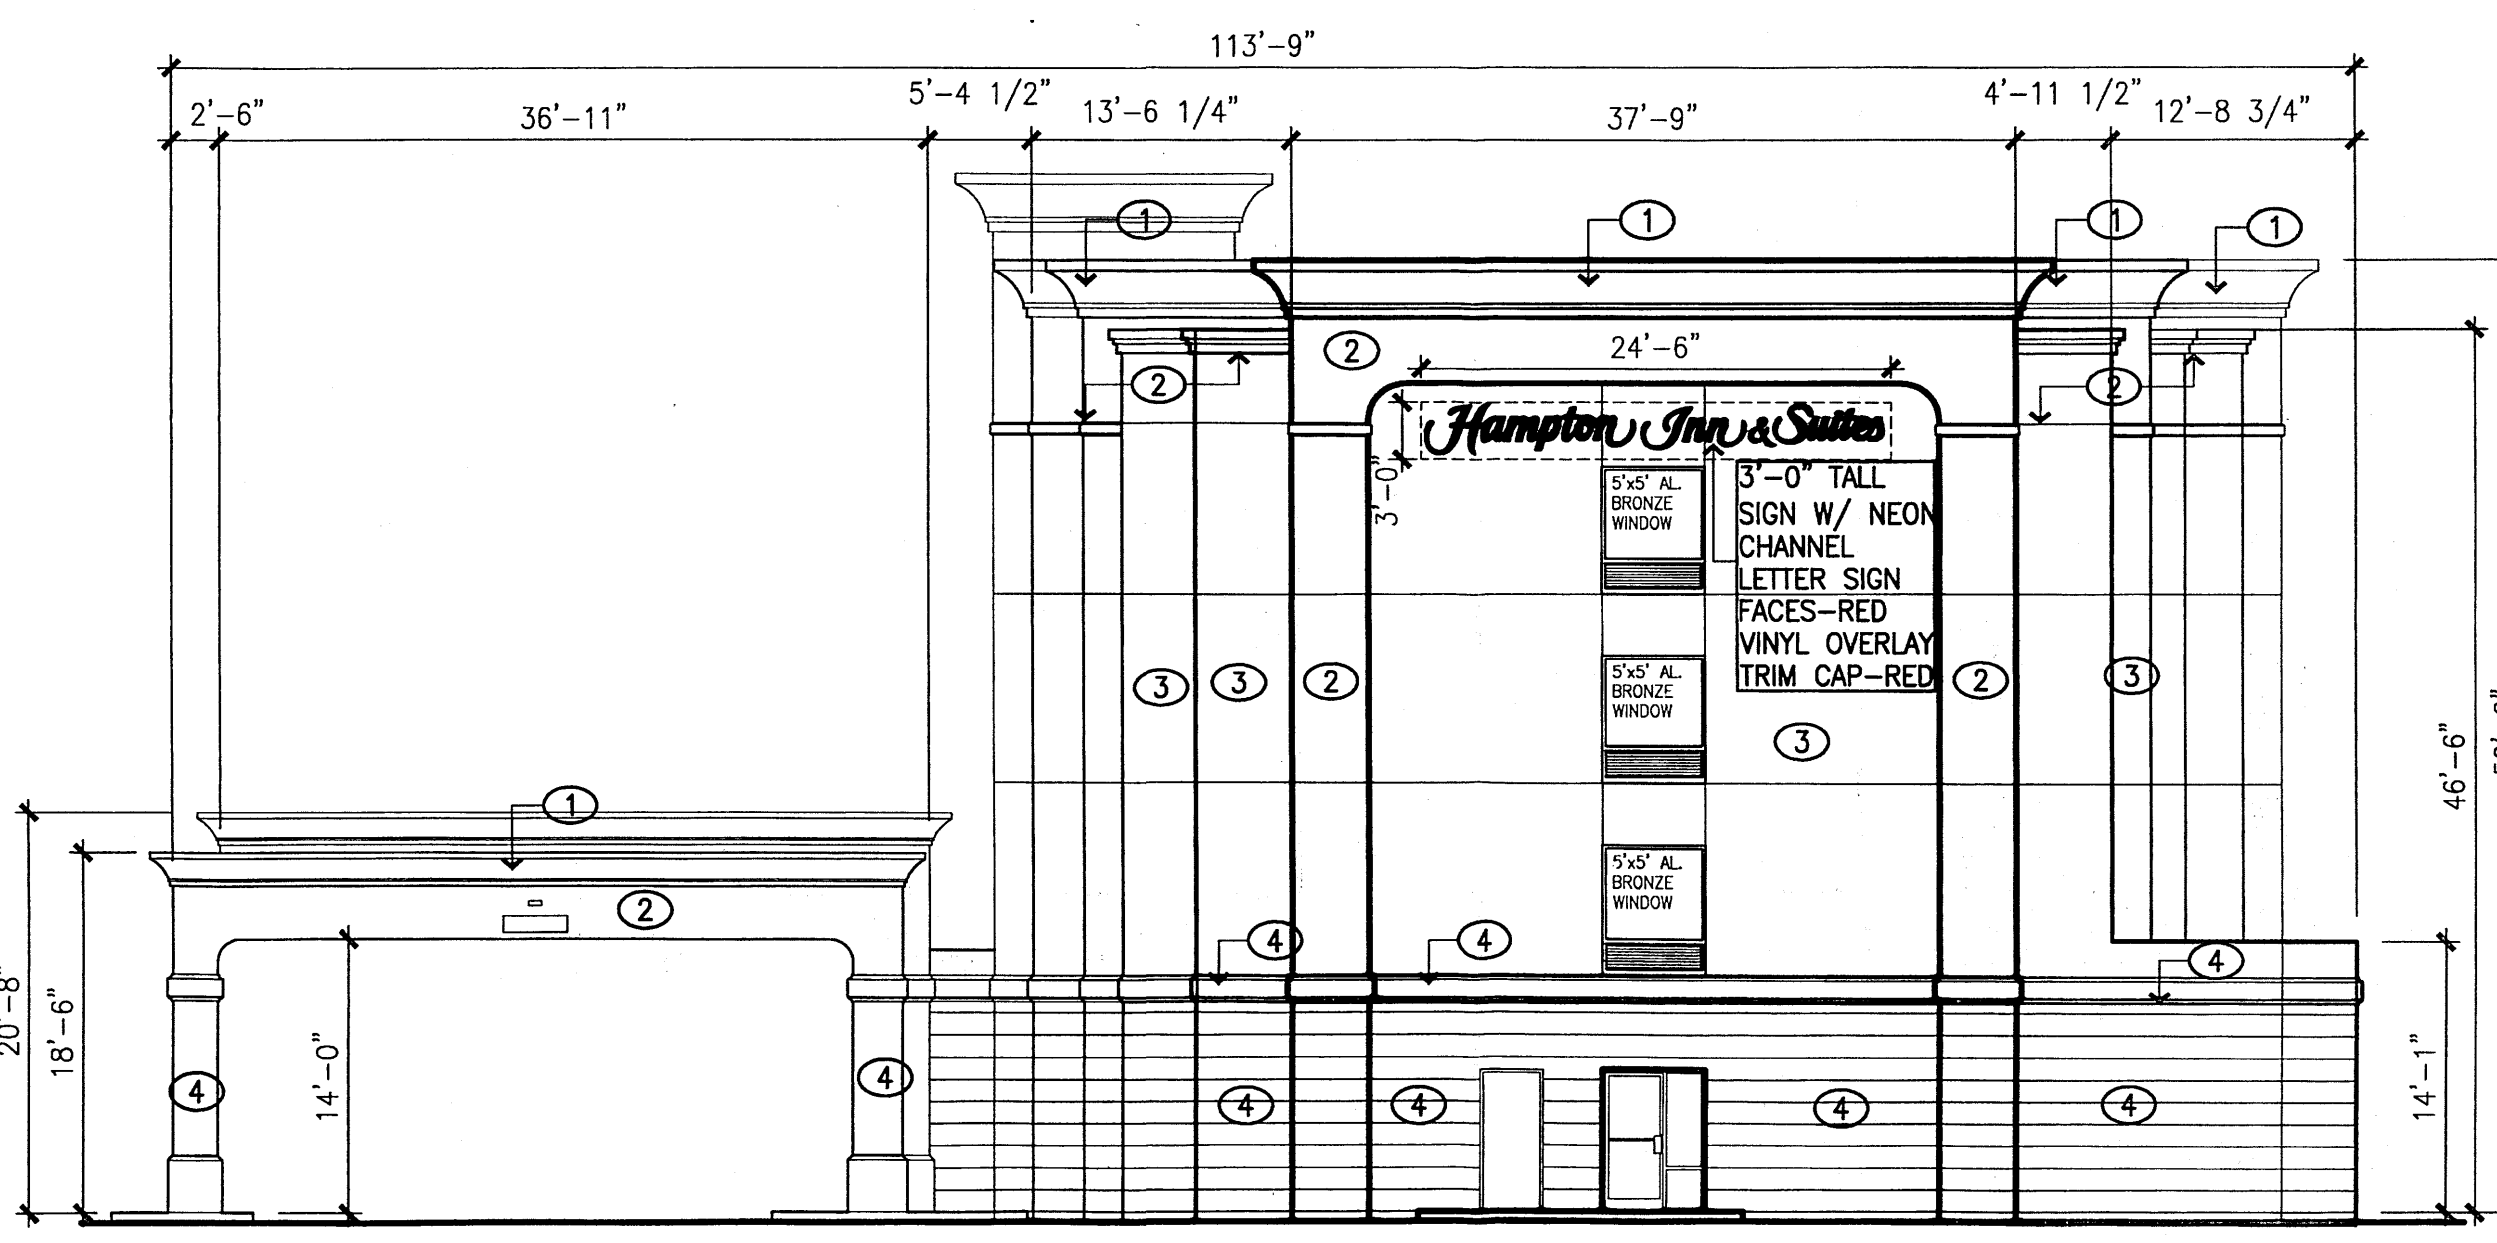 113'-9"
5'-4 1/2"
4'-11 1/2"
2'-6"
36'-11"
13'-6 1/4"
37'-9"
12'-8 3/4"
1
1
1
1
24'-6"
2
2
2
Hampton Inn & Suites
3'-0"
3'-0" TALL
SIGN W/ NEON
CHANNEL
LETTER SIGN
FACES-RED
VINYL OVERLAY
TRIM CAP-RED
5'x5' AL.
BRONZE
WINDOW
5'x5' AL.
BRONZE
WINDOW
5'x5' AL.
BRONZE
WINDOW
3
3
2
2
3
3
46'-6"
1
2
4
4
4
20'-8"
18'-6"
14'-0"
14'-1"
4
4
4
4
4
4